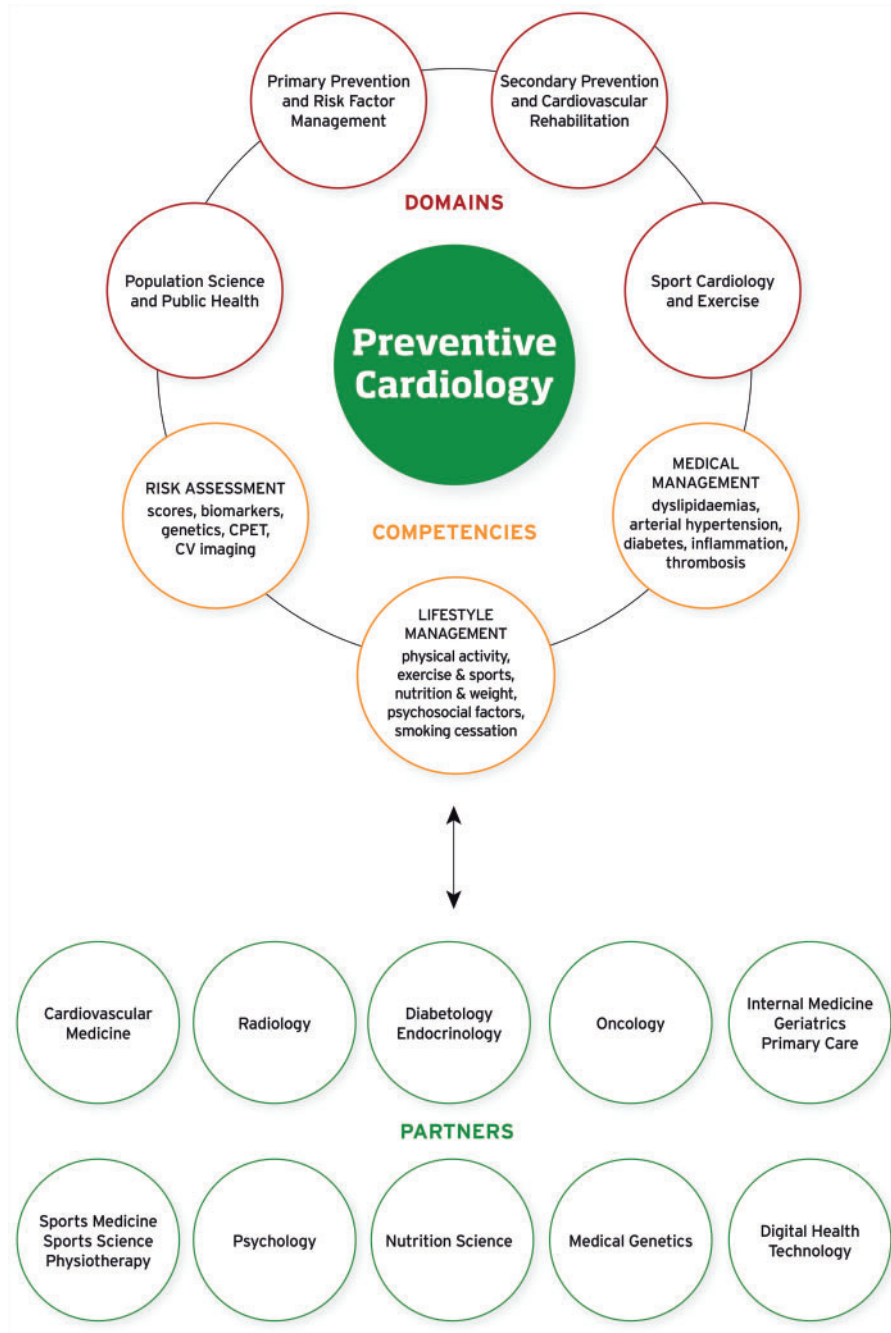 Primary Prevention
and Risk Factor
Management
Secondary Prevention
and Cardiovascular
Rehabilitation
DOMAINS
Population Science
and Public Health
Sport Cardiology
and Exercise
Preventive
Cardiology
RISK ASSESSMENT
scores, biomarkers,
genetics, CPET,
CV imaging
COMPETENCIES
MEDICAL
MANAGEMENT
dyslipidaemias,
arterial hypertension,
diabetes, inflammation,
thrombosis
LIFESTYLE
MANAGEMENT
physical activity,
exercise & sports,
nutrition & weight,
psychosocial factors,
smoking cessation
Cardiovascular
Medicine
Radiology
Diabetology
Endocrinology
Oncology
Internal Medicine
Geriatrics
Primary Care
PARTNERS
Sports Medicine
Sports Science
Physiotherapy
Psychology
Nutrition Science
Medical Genetics
Digital Health
Technology